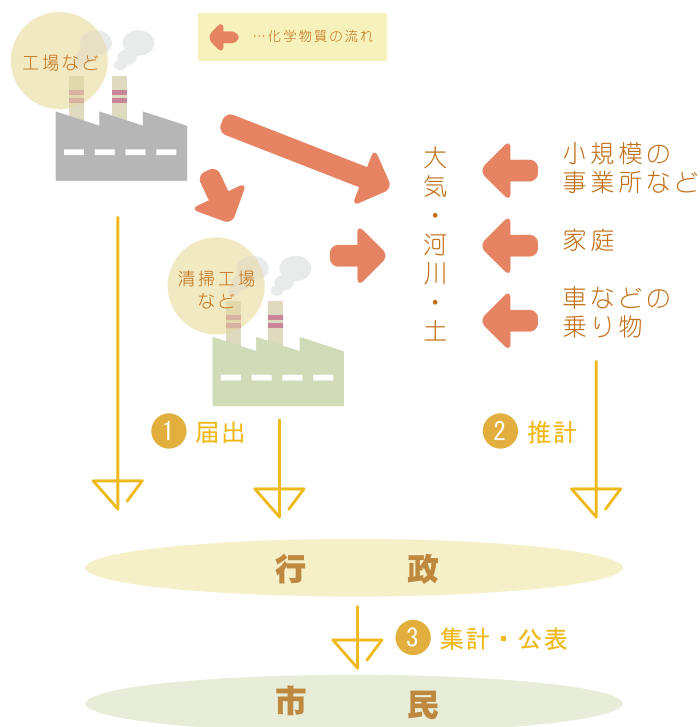 工場など
…化学物質の流れ
大気・河川・土
小規模の
事業所など
家庭
車などの
乗り物
清掃工場
など
1 届出
2 推計
行政
3 集計・公表
市民